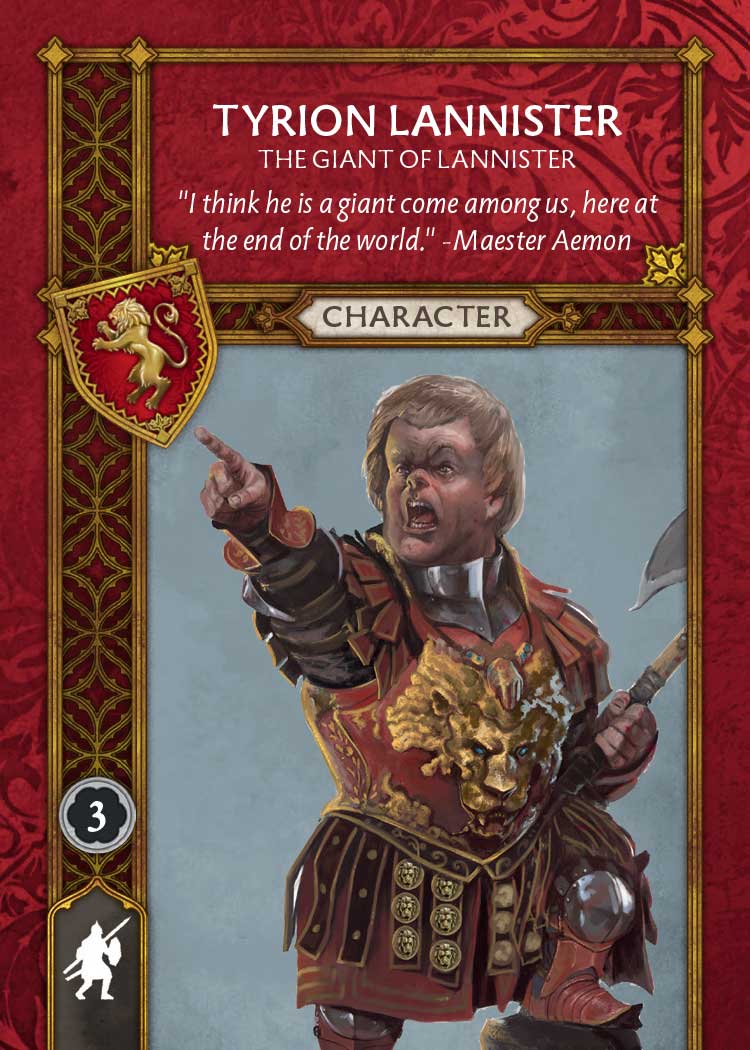 TYRION LANNISTER
THE GIANT OF LANNISTER
"I think he is a giant come among us, here at
the end of the world." -Maester Aemon
CHARACTER
3